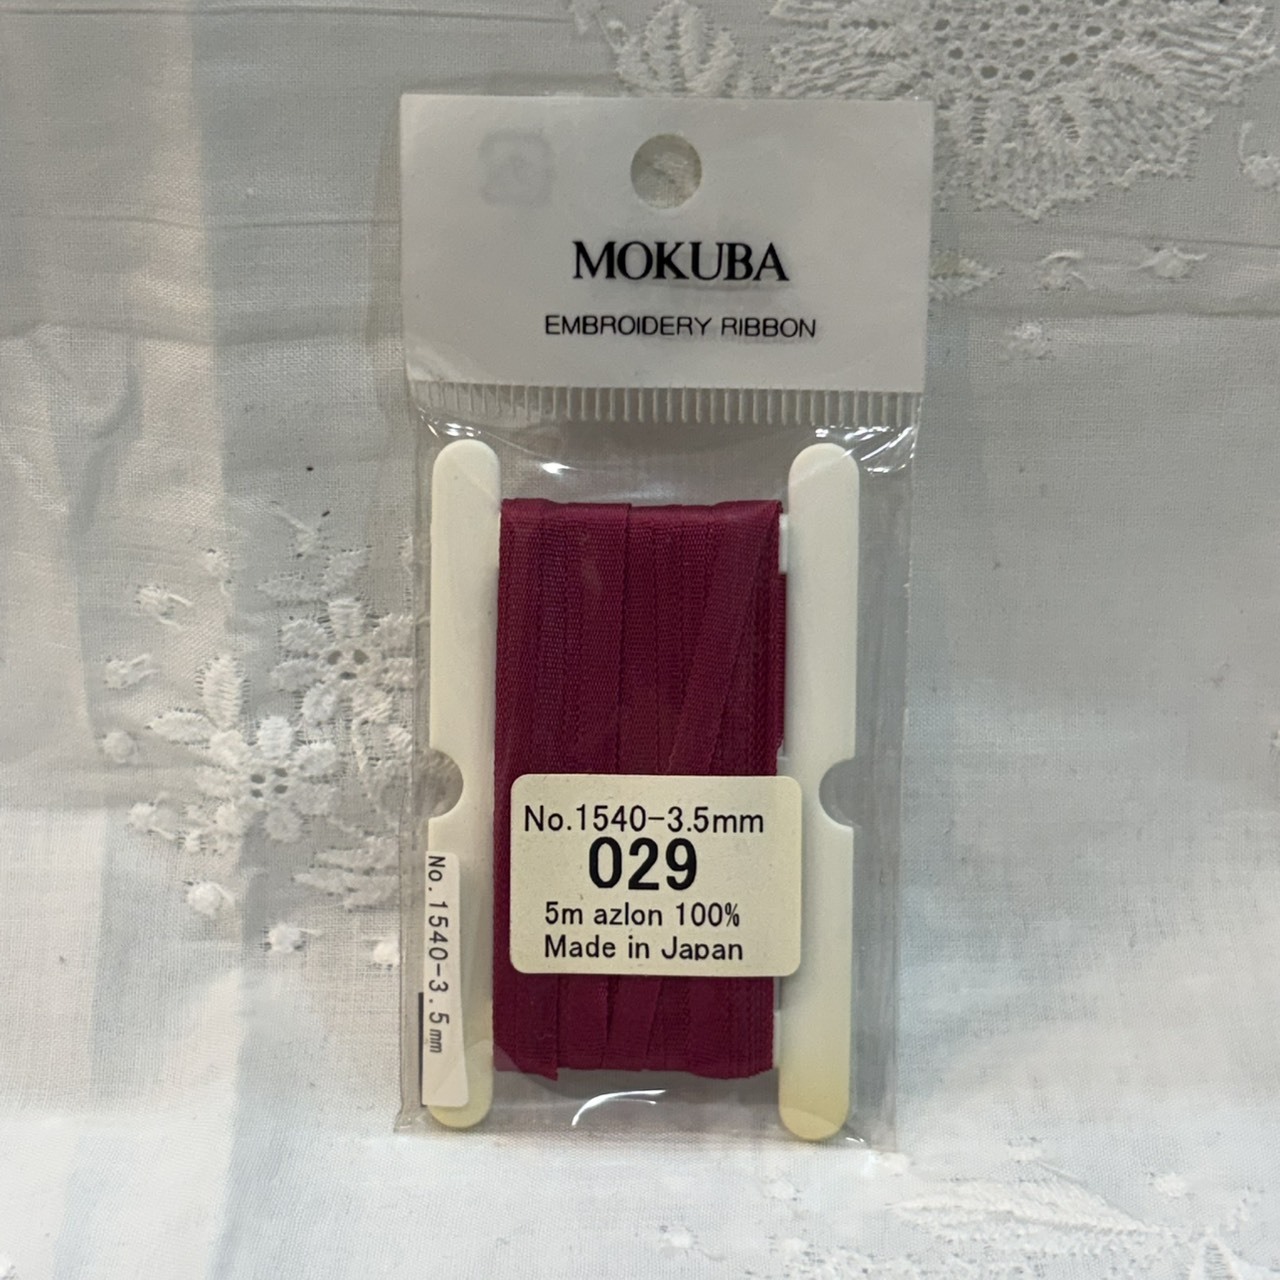 MOKUBA
EMBROIDERY RIBBON
No.1540-3.5mm
029
5m azlon 100%
Made in Japan
No.1540-3.5mm